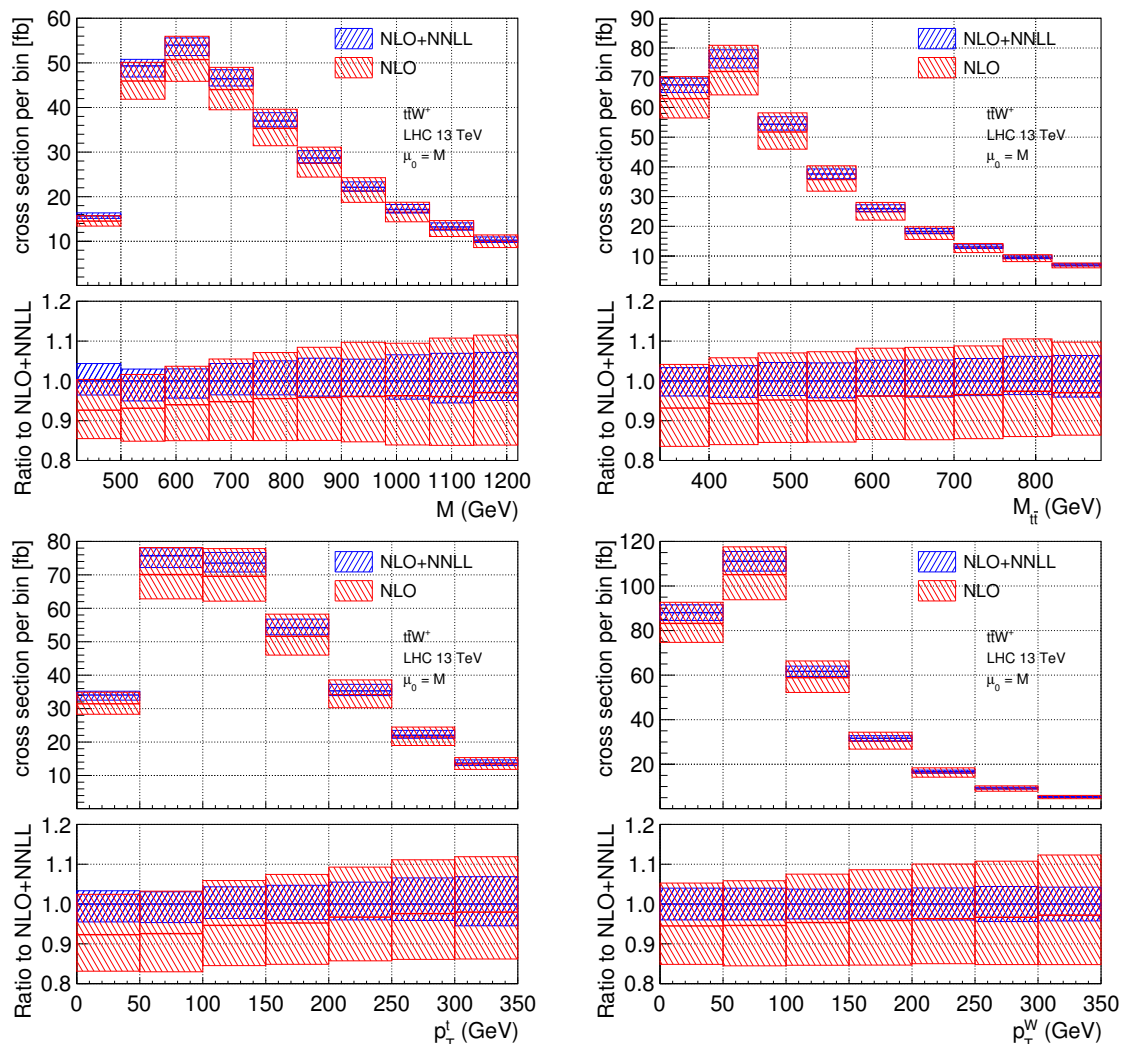 cross section per bin [fb]
60
50
40
30
20
10
NLO+NNLL
NLO
tt̄W⁺
LHC 13 TeV
μ₀ = M
Ratio to NLO+NNLL
1.2
1.1
1.0
0.9
0.8
500 600 700 800 900 1000 1100 1200
M (GeV)
cross section per bin [fb]
90
80
70
60
50
40
30
20
10
NLO+NNLL
NLO
tt̄W⁺
LHC 13 TeV
μ₀ = M
Ratio to NLO+NNLL
1.2
1.1
1.0
0.9
0.8
400 500 600 700 800
M_tt̄ (GeV)
cross section per bin [fb]
80
70
60
50
40
30
20
10
NLO+NNLL
NLO
tt̄W⁺
LHC 13 TeV
μ₀ = M
Ratio to NLO+NNLL
1.2
1.1
1.0
0.9
0.8
0 50 100 150 200 250 300 350
p_T^t (GeV)
cross section per bin [fb]
120
100
80
60
40
20
NLO+NNLL
NLO
tt̄W⁺
LHC 13 TeV
μ₀ = M
Ratio to NLO+NNLL
1.2
1.1
1.0
0.9
0.8
0 50 100 150 200 250 300 350
p_T^W (GeV)